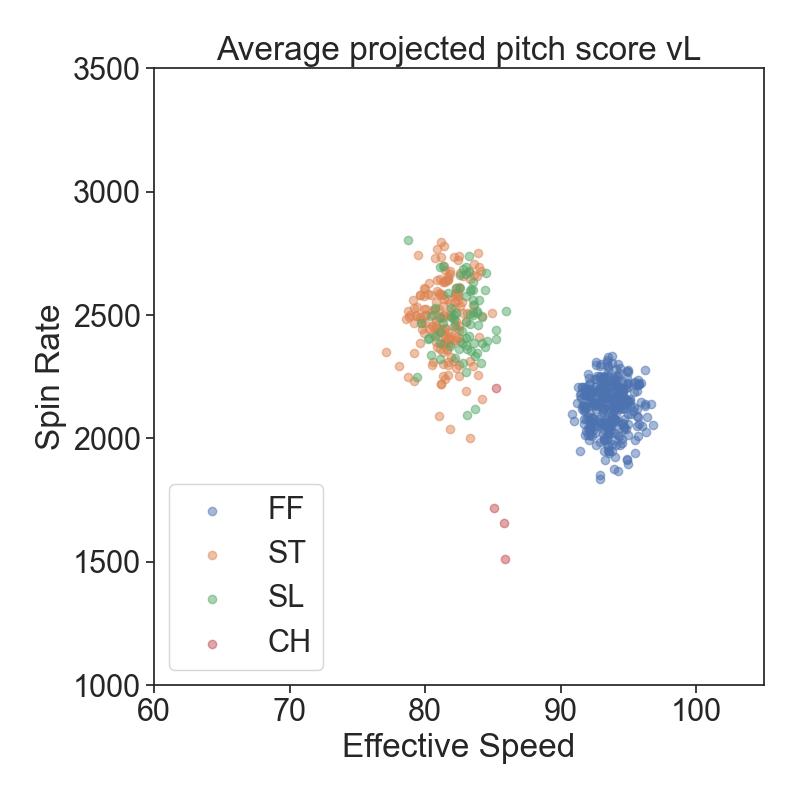 Average projected pitch score vL
3500
3000
2500
2000
1500
1000
Spin Rate
FF
ST
SL
CH
60
70
80
90
100
Effective Speed